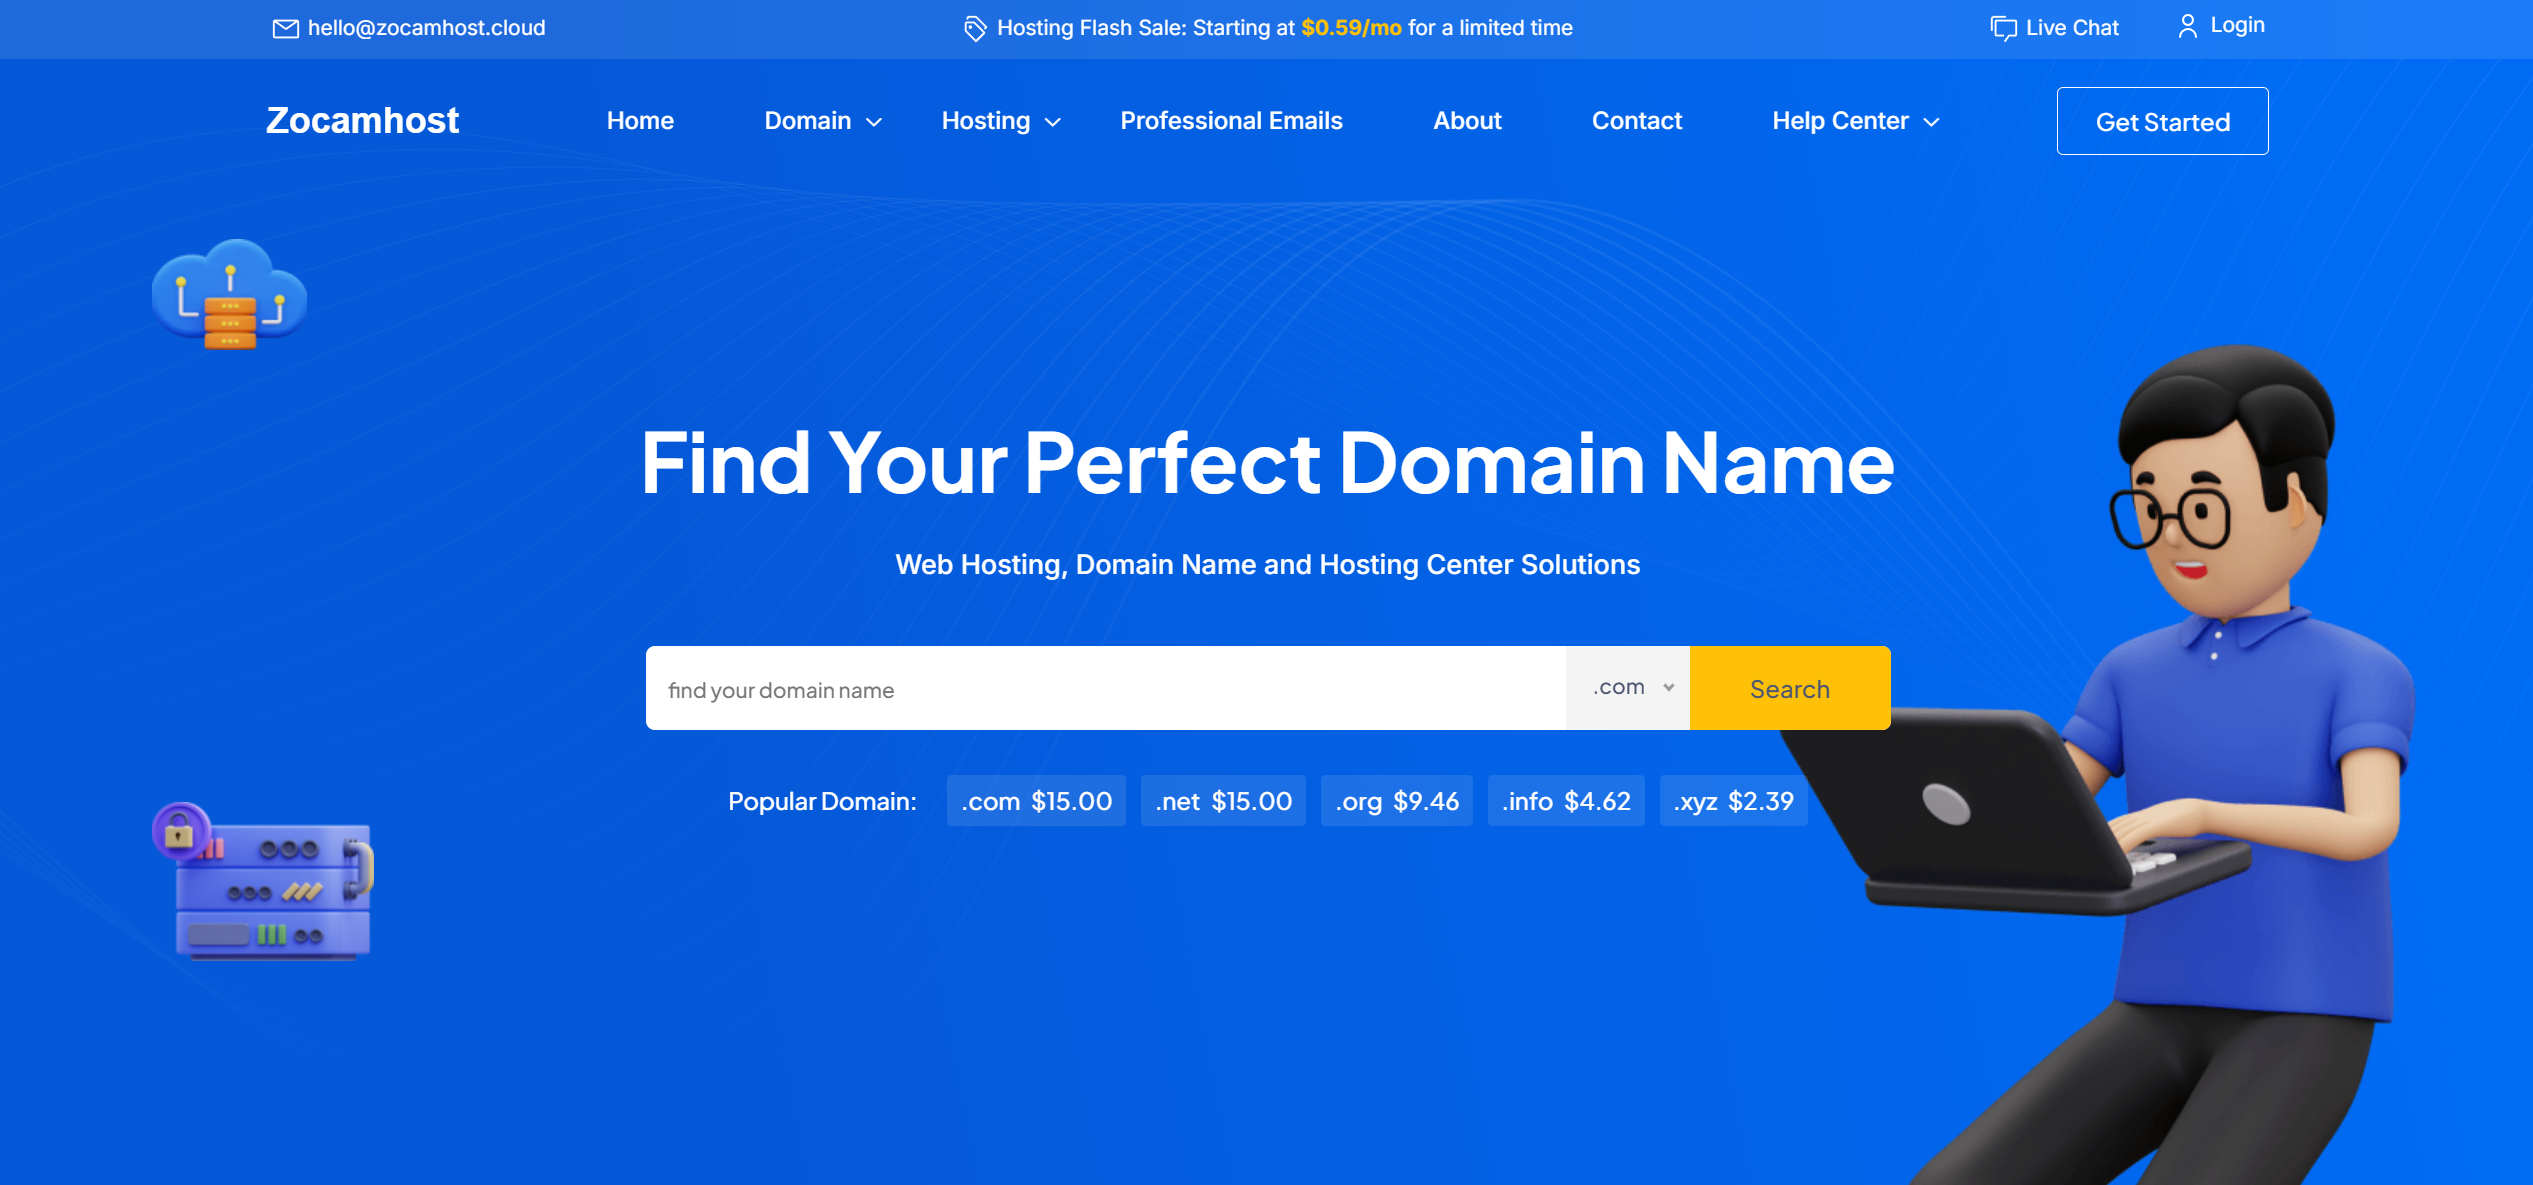 hello@zocamhost.cloud
Hosting Flash Sale: Starting at $0.59/mo for a limited time
Live Chat
Login
Zocamhost
Home
Domain
Hosting
Professional Emails
About
Contact
Help Center
Get Started
Find Your Perfect Domain Name
Web Hosting, Domain Name and Hosting Center Solutions
find your domain name
.com
Search
Popular Domain:
.com $15.00
.net $15.00
.org $9.46
.info $4.62
.xyz $2.39